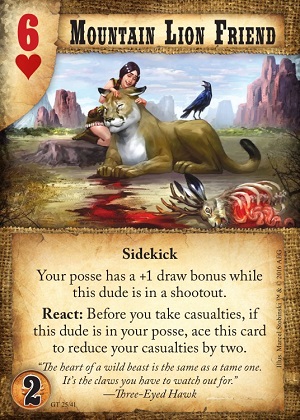 6
MOUNTAIN LION FRIEND
Sidekick
Your posse has a +1 draw bonus while
this dude is in a shootout.
React: Before you take casualties, if
this dude is in your posse, ace this card
to reduce your casualties by two.
“The heart of a wild beast is the same as a tame one.
It's the claws you have to watch out for.”
—Three-Eyed Hawk
2
GT 25/41